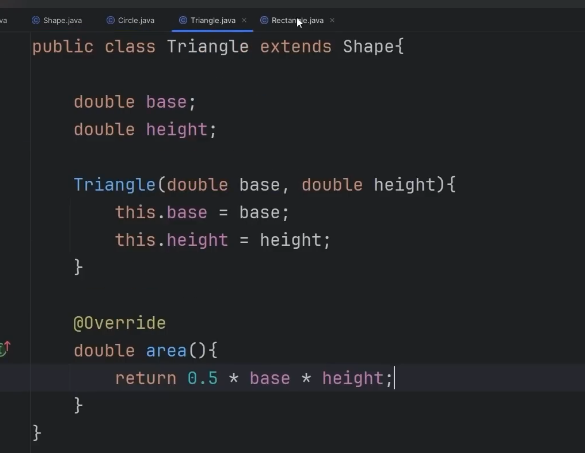 va Shape.java Circle.java Triangle.java × Rectangle.java ×
public class Triangle extends Shape{
double base;
double height;
Triangle(double base, double height){
this.base = base;
this.height = height;
}
@Override
double area(){
return 0.5 * base * height;
}
}